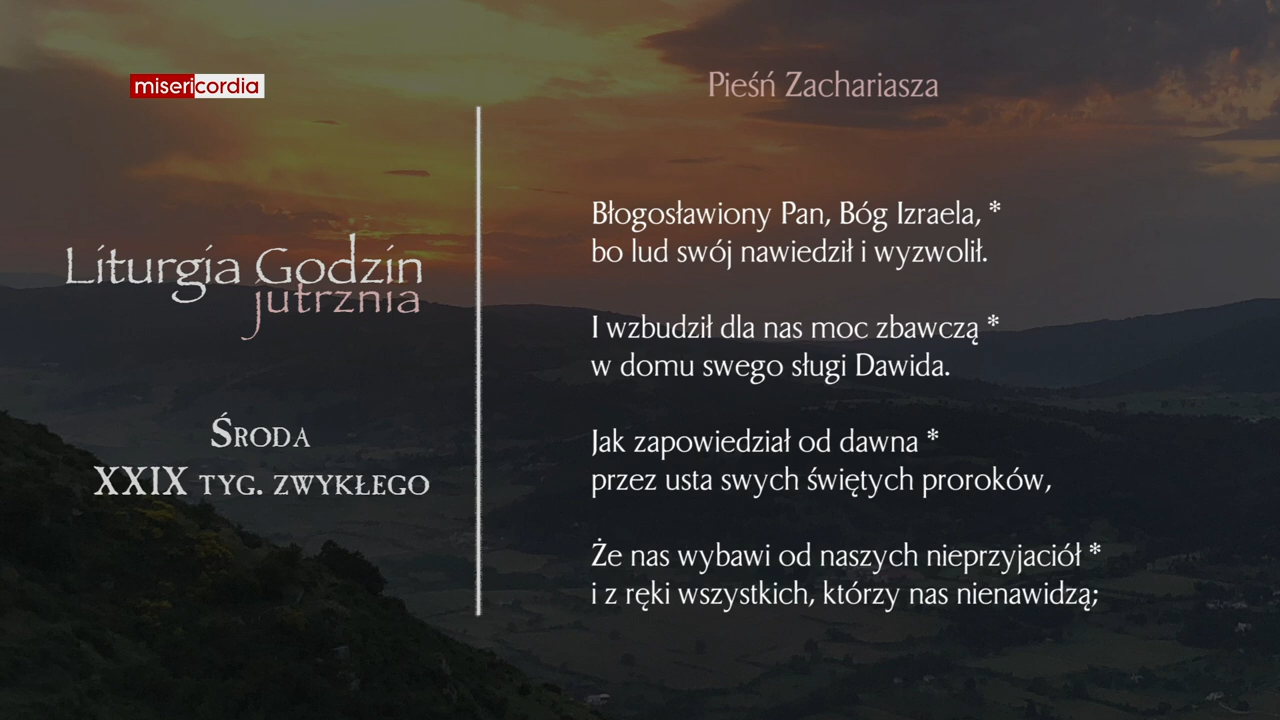 misericordia
Liturgia Godzin
jutrznia
Środa
XXIX tyg. zwykłego
Pieśń Zachariasza
Błogosławiony Pan, Bóg Izraela, *
bo lud swój nawiedził i wyzwolił.
I wzbudził dla nas moc zbawczą *
w domu swego sługi Dawida.
Jak zapowiedział od dawna *
przez usta swych świętych proroków,
Że nas wybawi od naszych nieprzyjaciół *
i z ręki wszystkich, którzy nas nienawidzą;